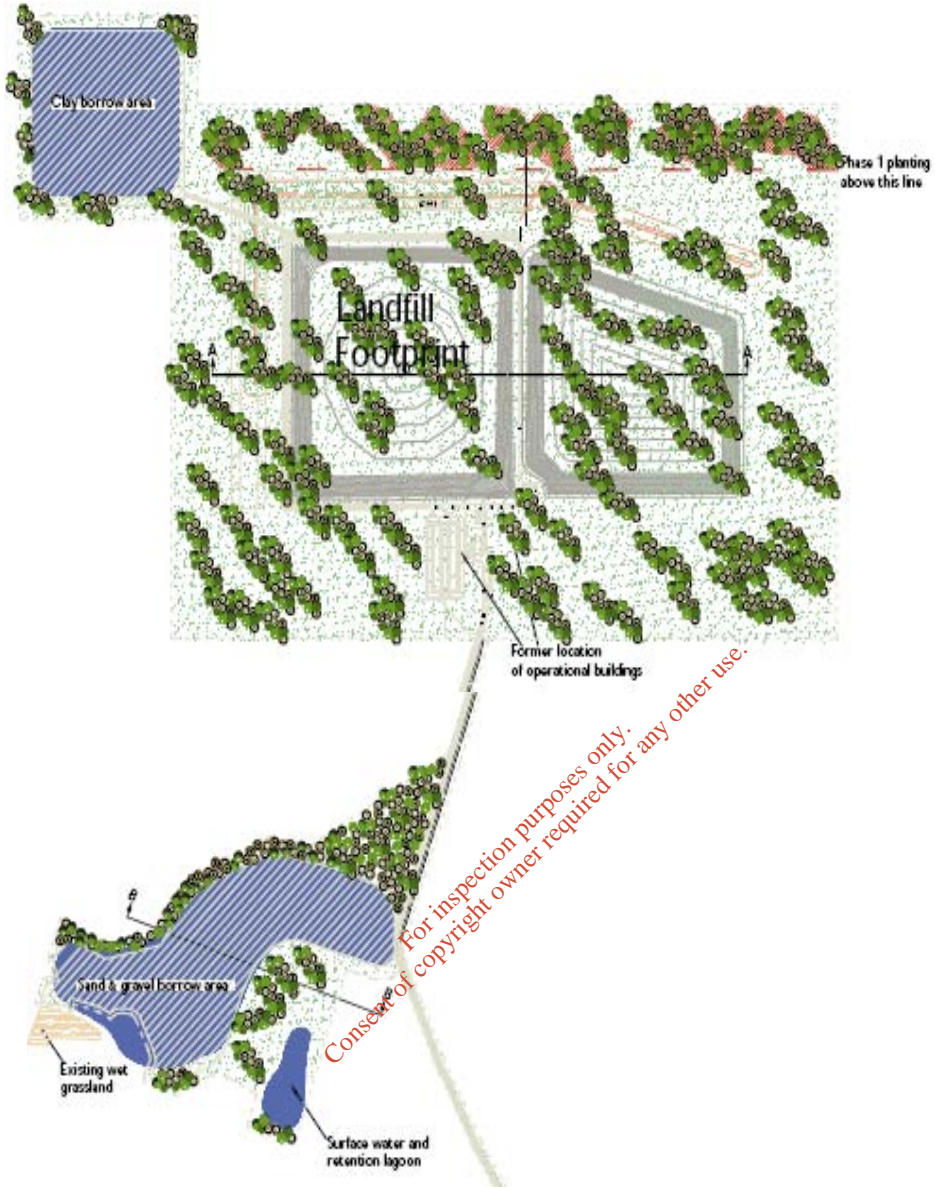 Clay borrow area
Phase 1 planting
above this line
Landfill
Footprint
A
A
Former location
of operational buildings
For inspection purposes only.
Consent of copyright owner required for any other use.
B
Sand & gravel borrow area
Existing wet
grassland
Surface water and
retention lagoon